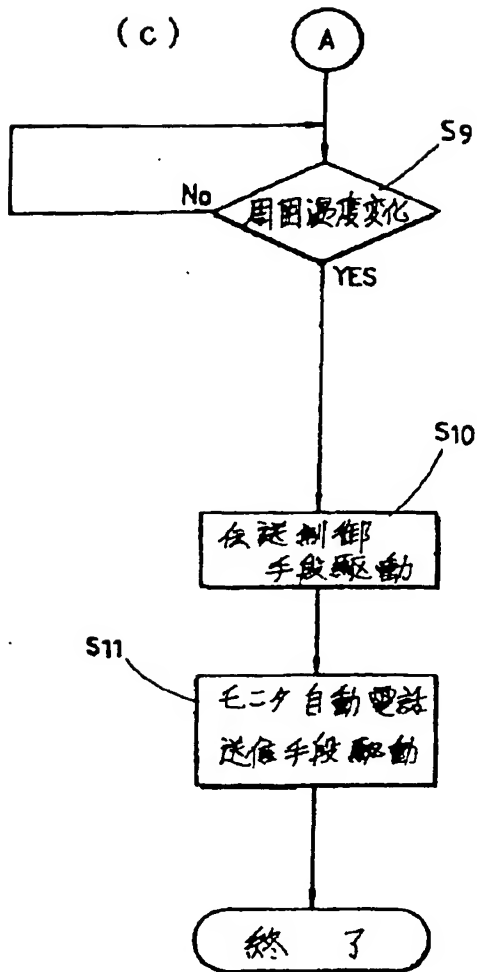 (C)
A
S9
No
周囲温度変化
YES
S10
伝送制御
手段駆動
S11
モニタ自動電話
送信手段駆動
終 了